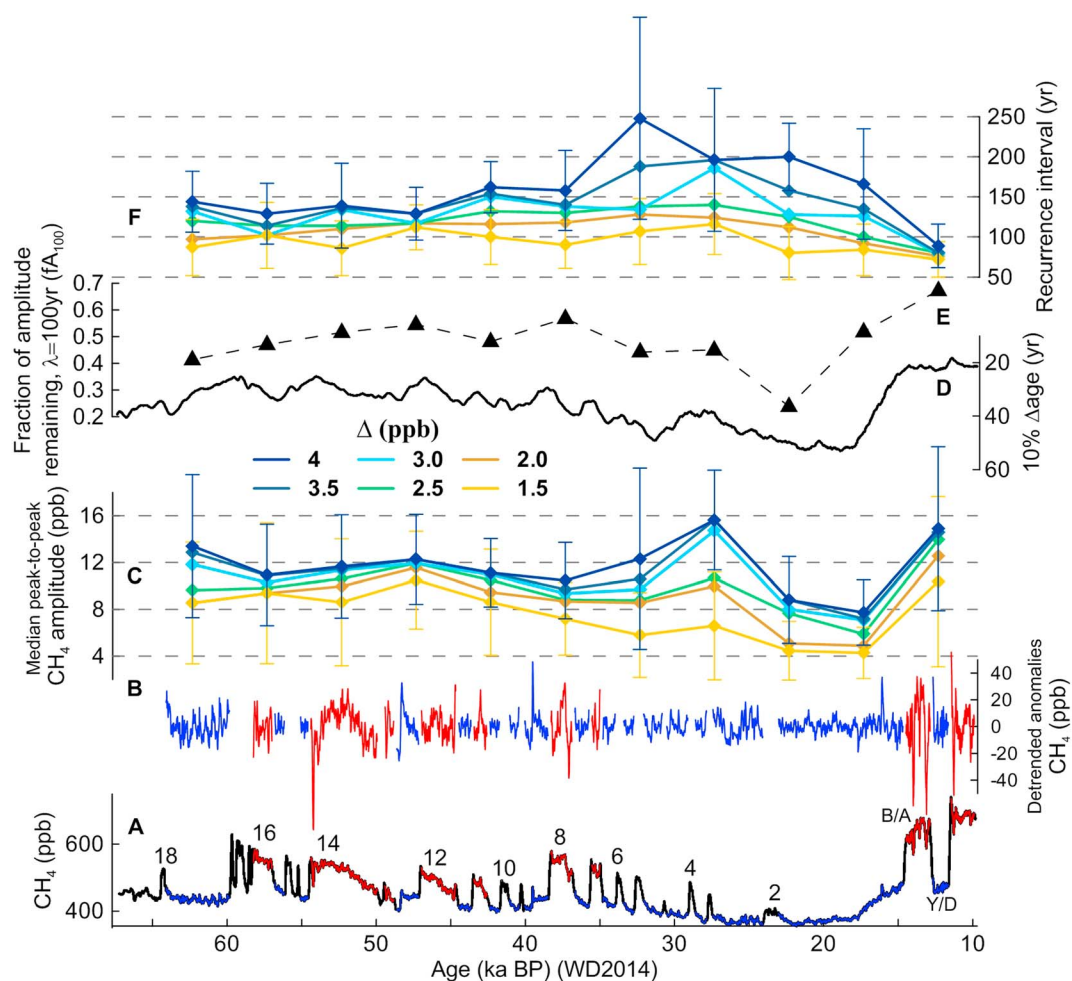 250
200
150
100
50
Recurrence interval (yr)
F
0.7
0.6
0.5
0.4
0.3
0.2
Fraction of amplitude
remaining, λ=100yr (fA₁₀₀)
E
D
20
40
60
10% Δage (yr)
Δ (ppb)
4
3.0
2.0
3.5
2.5
1.5
16
12
8
4
Median peak-to-peak
CH₄ amplitude (ppb)
C
B
40
20
0
-20
-40
Detrended anomalies
CH₄ (ppb)
A
600
400
CH₄ (ppb)
18
16
14
12
10
8
6
4
2
B/A
Y/D
60
50
40
30
20
10
Age (ka BP) (WD2014)